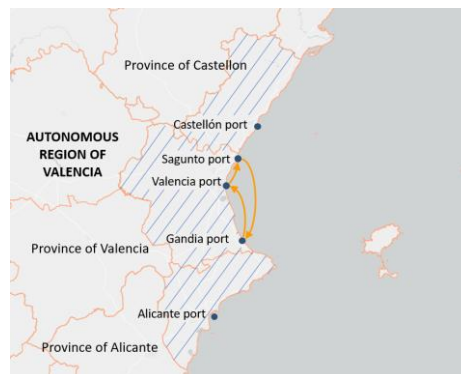 Province of Castellon
Castellón port
AUTONOMOUS
REGION OF
VALENCIA
Sagunto port
Valencia port
Gandia port
Province of Valencia
Alicante port
Province of Alicante